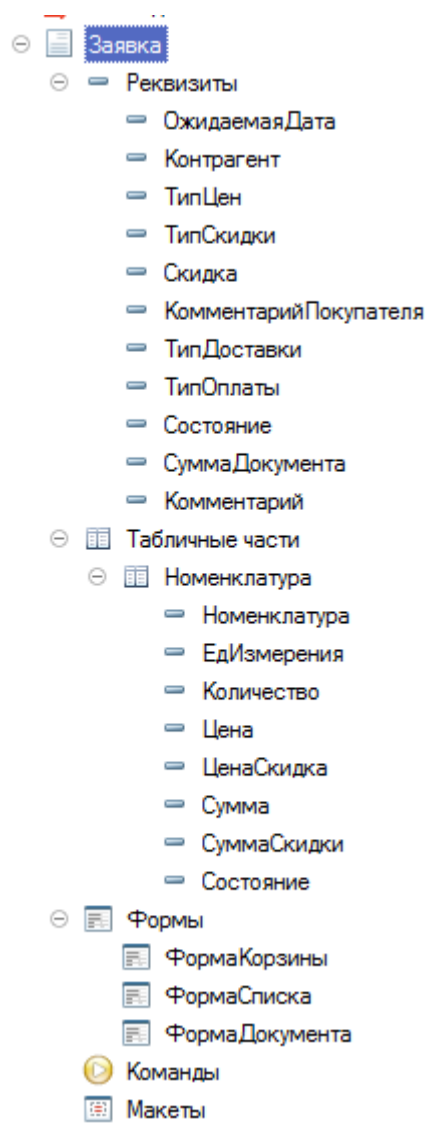 Заявка
Реквизиты
ОжидаемаяДата
Контрагент
ТипЦен
ТипСкидки
Скидка
КомментарийПокупателя
ТипДоставки
ТипОплаты
Состояние
СуммаДокумента
Комментарий
Табличные части
Номенклатура
Номенклатура
ЕдИзмерения
Количество
Цена
ЦенаСкидка
Сумма
СуммаСкидки
Состояние
Формы
ФормаКорзины
ФормаСписка
ФормаДокумента
Команды
Макеты